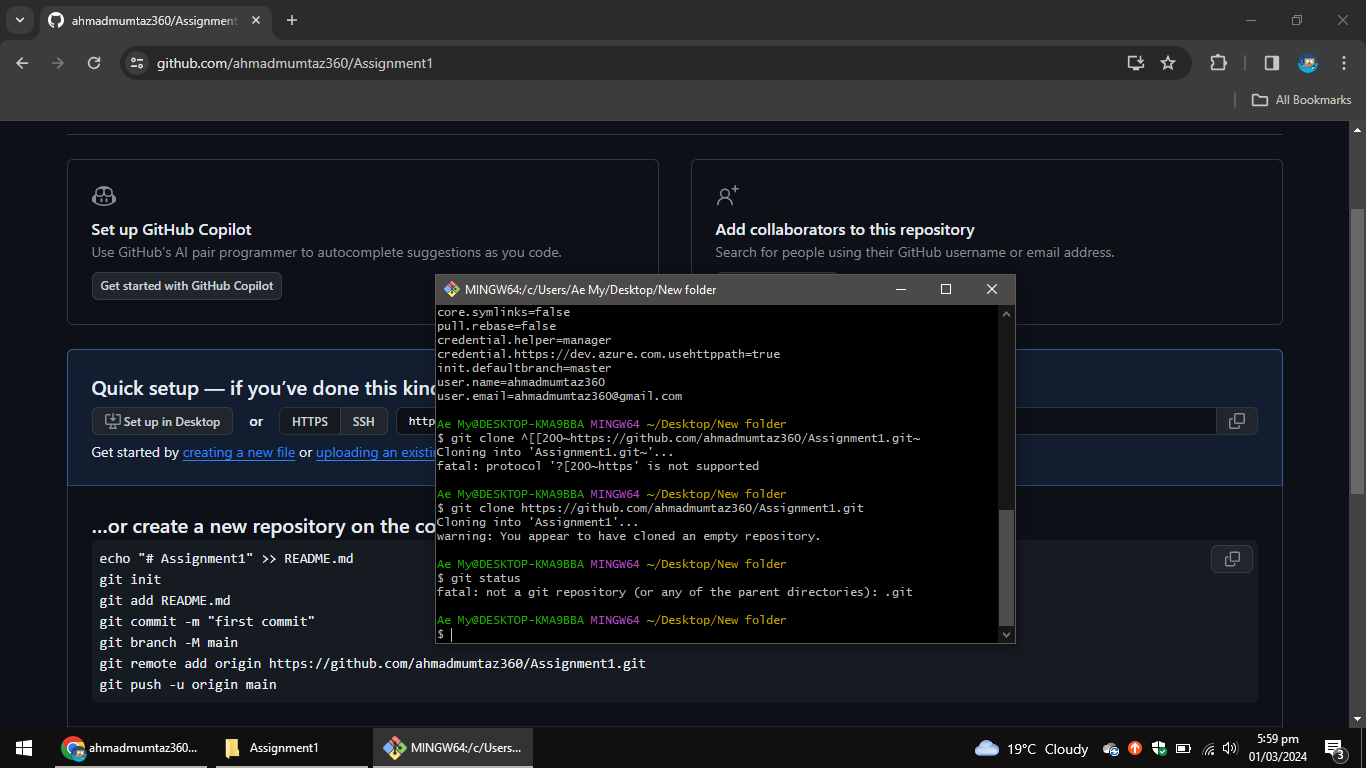 ahmadmumtaz360/Assignment
github.com/ahmadmumtaz360/Assignment1
All Bookmarks
Set up GitHub Copilot
Use GitHub's AI pair programmer to autocomplete suggestions as you code.
Get started with GitHub Copilot
Add collaborators to this repository
Search for people using their GitHub username or email address.
Quick setup — if you've done this kind
Set up in Desktop or HTTPS SSH http
Get started by creating a new file or uploading an existi
...or create a new repository on the co
echo "# Assignment1" >> README.md
git init
git add README.md
git commit -m "first commit"
git branch -M main
git remote add origin https://github.com/ahmadmumtaz360/Assignment1.git
git push -u origin main
MINGW64:/c/Users/Ae My/Desktop/New folder
core.symlinks=false
pull.rebase=false
credential.helper=manager
credential.https://dev.azure.com.usehttppath=true
init.defaultbranch=master
user.name=ahmadmumtaz360
user.email=ahmadmumtaz360@gmail.com
Ae My@DESKTOP-KMA9BBA MINGW64 ~/Desktop/New folder
$ git clone ^[[200~https://github.com/ahmadmumtaz360/Assignment1.git~
Cloning into 'Assignment1.git~'...
fatal: protocol '?[200~https' is not supported
Ae My@DESKTOP-KMA9BBA MINGW64 ~/Desktop/New folder
$ git clone https://github.com/ahmadmumtaz360/Assignment1.git
Cloning into 'Assignment1'...
warning: You appear to have cloned an empty repository.
Ae My@DESKTOP-KMA9BBA MINGW64 ~/Desktop/New folder
$ git status
fatal: not a git repository (or any of the parent directories): .git
Ae My@DESKTOP-KMA9BBA MINGW64 ~/Desktop/New folder
$
ahmadmumtaz360...
Assignment1
MINGW64:/c/Users...
19°C Cloudy
5:59 pm
01/03/2024
3